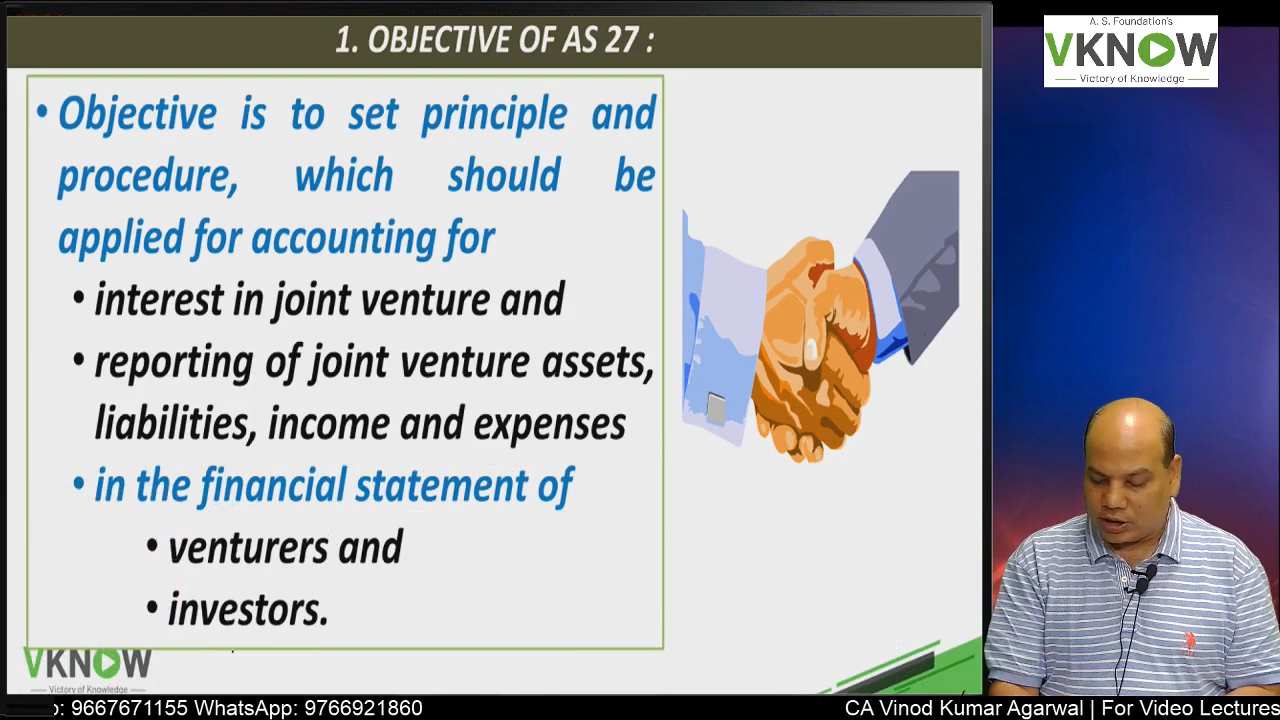 1. OBJECTIVE OF AS 27 :
• Objective is to set principle and
procedure, which should be
applied for accounting for
• interest in joint venture and
• reporting of joint venture assets,
liabilities, income and expenses
• in the financial statement of
• venturers and
• investors.
VKNOW
Victory of Knowledge
A. S. Foundation's
VKNOW
Victory of Knowledge
: 9667671155 WhatsApp: 9766921860
CA Vinod Kumar Agarwal | For Video Lectures